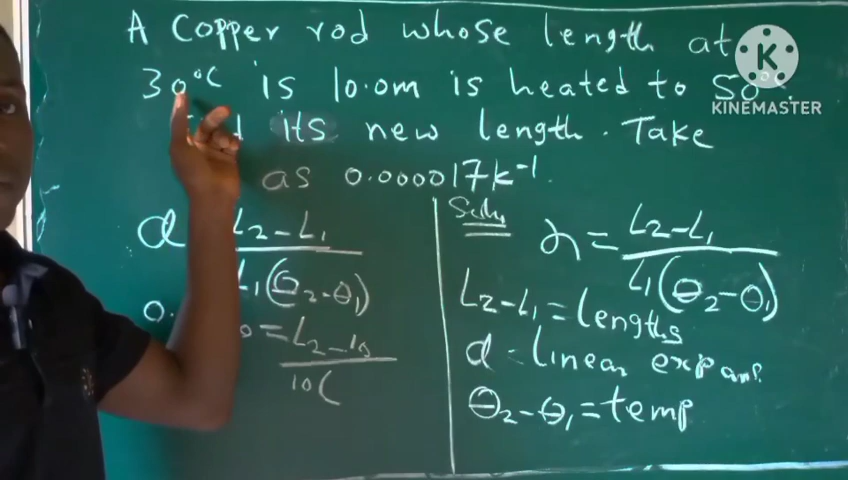 A Copper rod whose length at
30°C is 10.0m is heated to 50°C.
its new length. Take
as 0.000017k⁻¹.
α L₂-L₁
L₁(θ₂-θ₁)
0. = L₂-10
10(
Soln
α = L₂-L₁
L₁(θ₂-θ₁)
L₂-L₁ = lengths
α = linear expans.
θ₂-θ₁ = temp
K
KINEMASTER